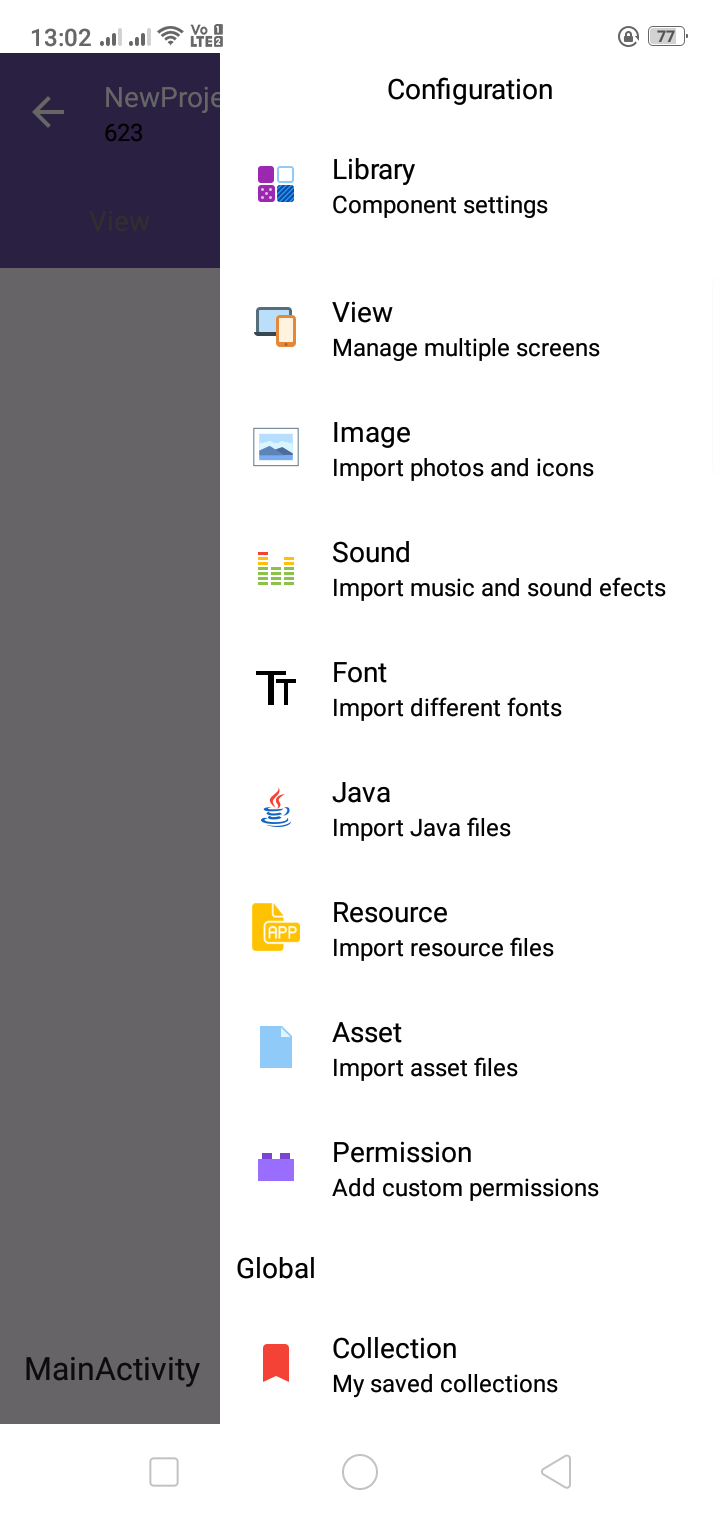 13:02 Vo 1 LTE 2 77
NewProje
623
View
Configuration
Library
Component settings
View
Manage multiple screens
Image
Import photos and icons
Sound
Import music and sound efects
TT
Font
Import different fonts
Java
Import Java files
APP
Resource
Import resource files
Asset
Import asset files
Permission
Add custom permissions
Global
Collection
My saved collections
MainActivity